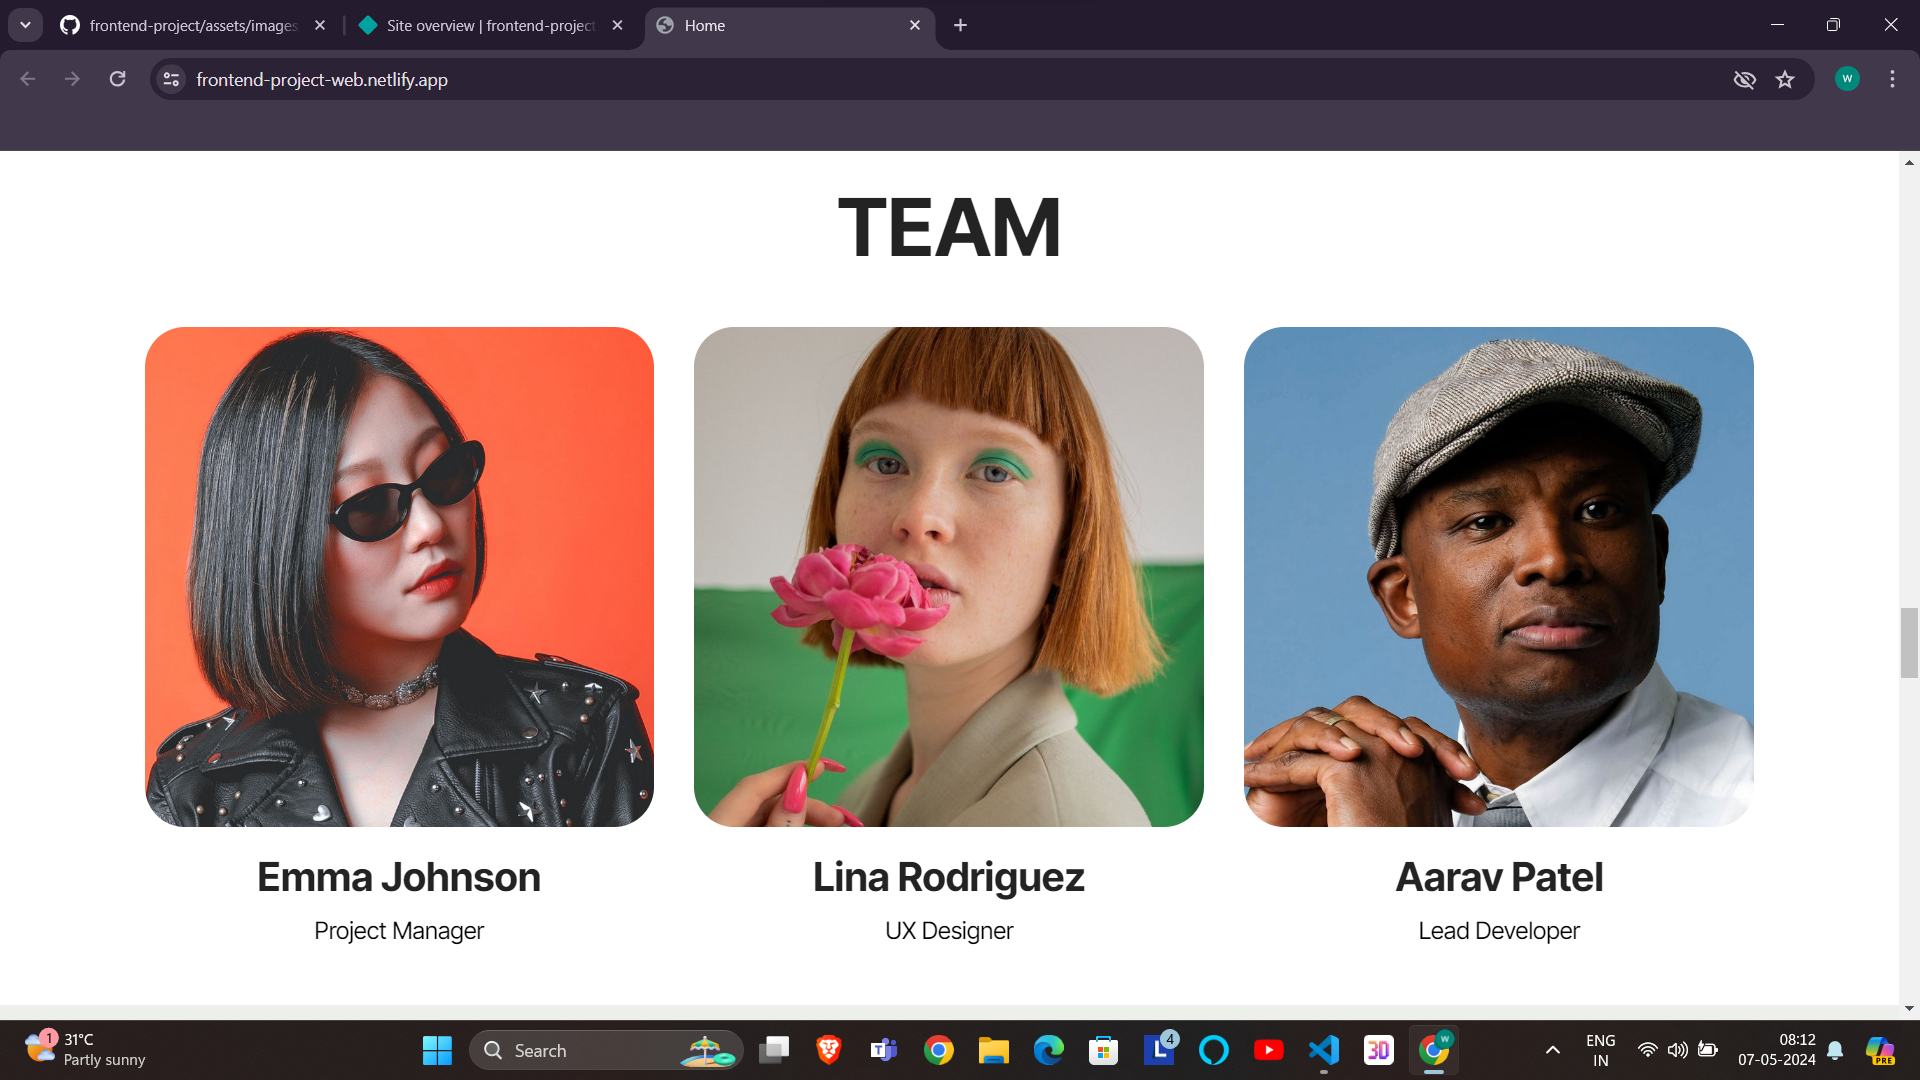 frontend-project/assets/images
Site overview | frontend-project
Home
frontend-project-web.netlify.app
W
TEAM
Emma Johnson
Lina Rodriguez
Aarav Patel
Project Manager
UX Designer
Lead Developer
1
31°C
Partly sunny
Search
L
4
3D
W
ENG
IN
08:12
07-05-2024
PRE